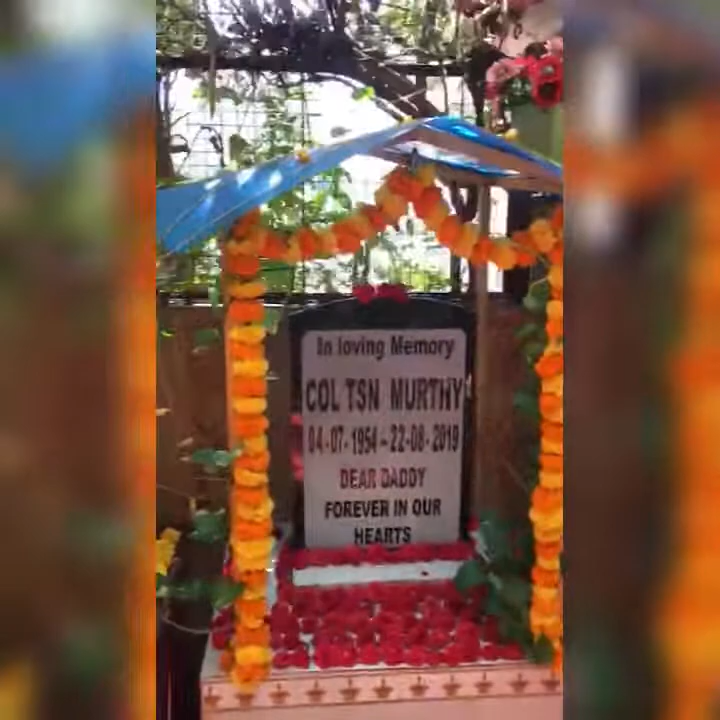 In loving Memory
COL TSN MURTHY
04-07-1954-22-08-2019
DEAR DADDY
FOREVER IN OUR
HEARTS